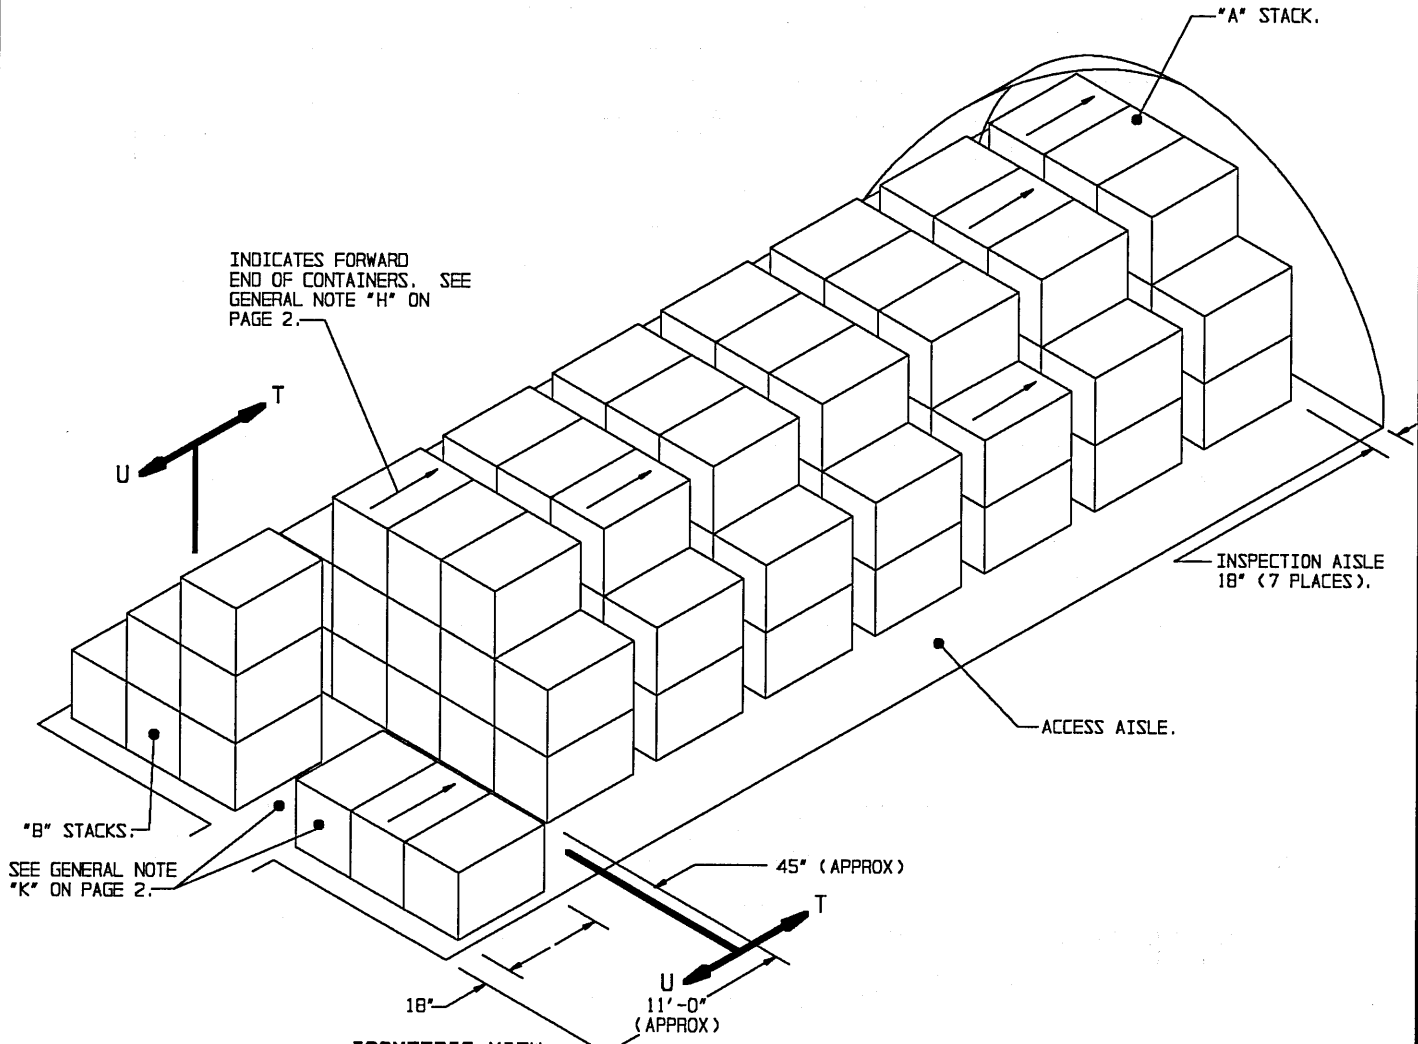 "A" STACK.
INDICATES FORWARD
END OF CONTAINERS. SEE
GENERAL NOTE "H" ON
PAGE 2.
T
U
INSPECTION AISLE
18" (7 PLACES).
ACCESS AISLE.
"B" STACKS.
SEE GENERAL NOTE
"K" ON PAGE 2.
45" (APPROX)
T
U
18"
11'-0"
(APPROX)